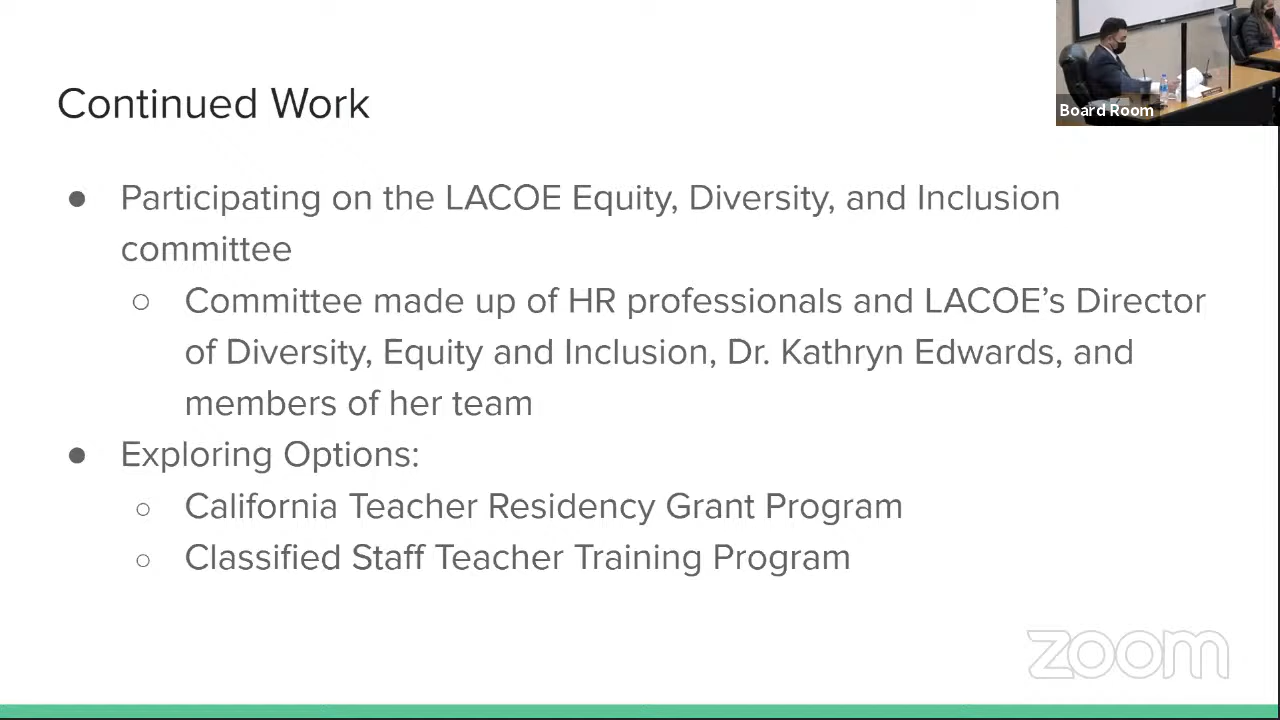 Board Room
Continued Work
● Participating on the LACOE Equity, Diversity, and Inclusion
committee
○ Committee made up of HR professionals and LACOE’s Director
of Diversity, Equity and Inclusion, Dr. Kathryn Edwards, and
members of her team
● Exploring Options:
○ California Teacher Residency Grant Program
○ Classified Staff Teacher Training Program
zoom